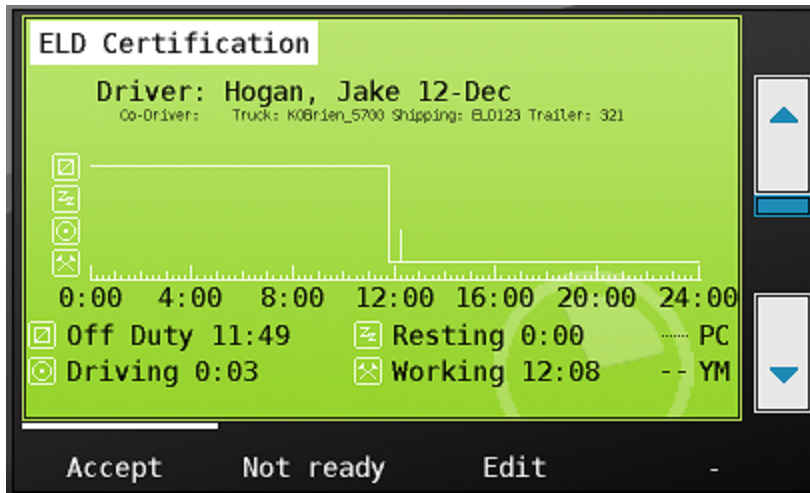 ELD Certification
Driver: Hogan, Jake 12-Dec
Co-Driver: Truck: KOBrien_5700 Shipping: ELD123 Trailer: 321
0:00 4:00 8:00 12:00 16:00 20:00 24:00
Off Duty 11:49 Resting 0:00 ...... PC
Driving 0:03 Working 12:08 -- YM
Accept Not ready Edit -